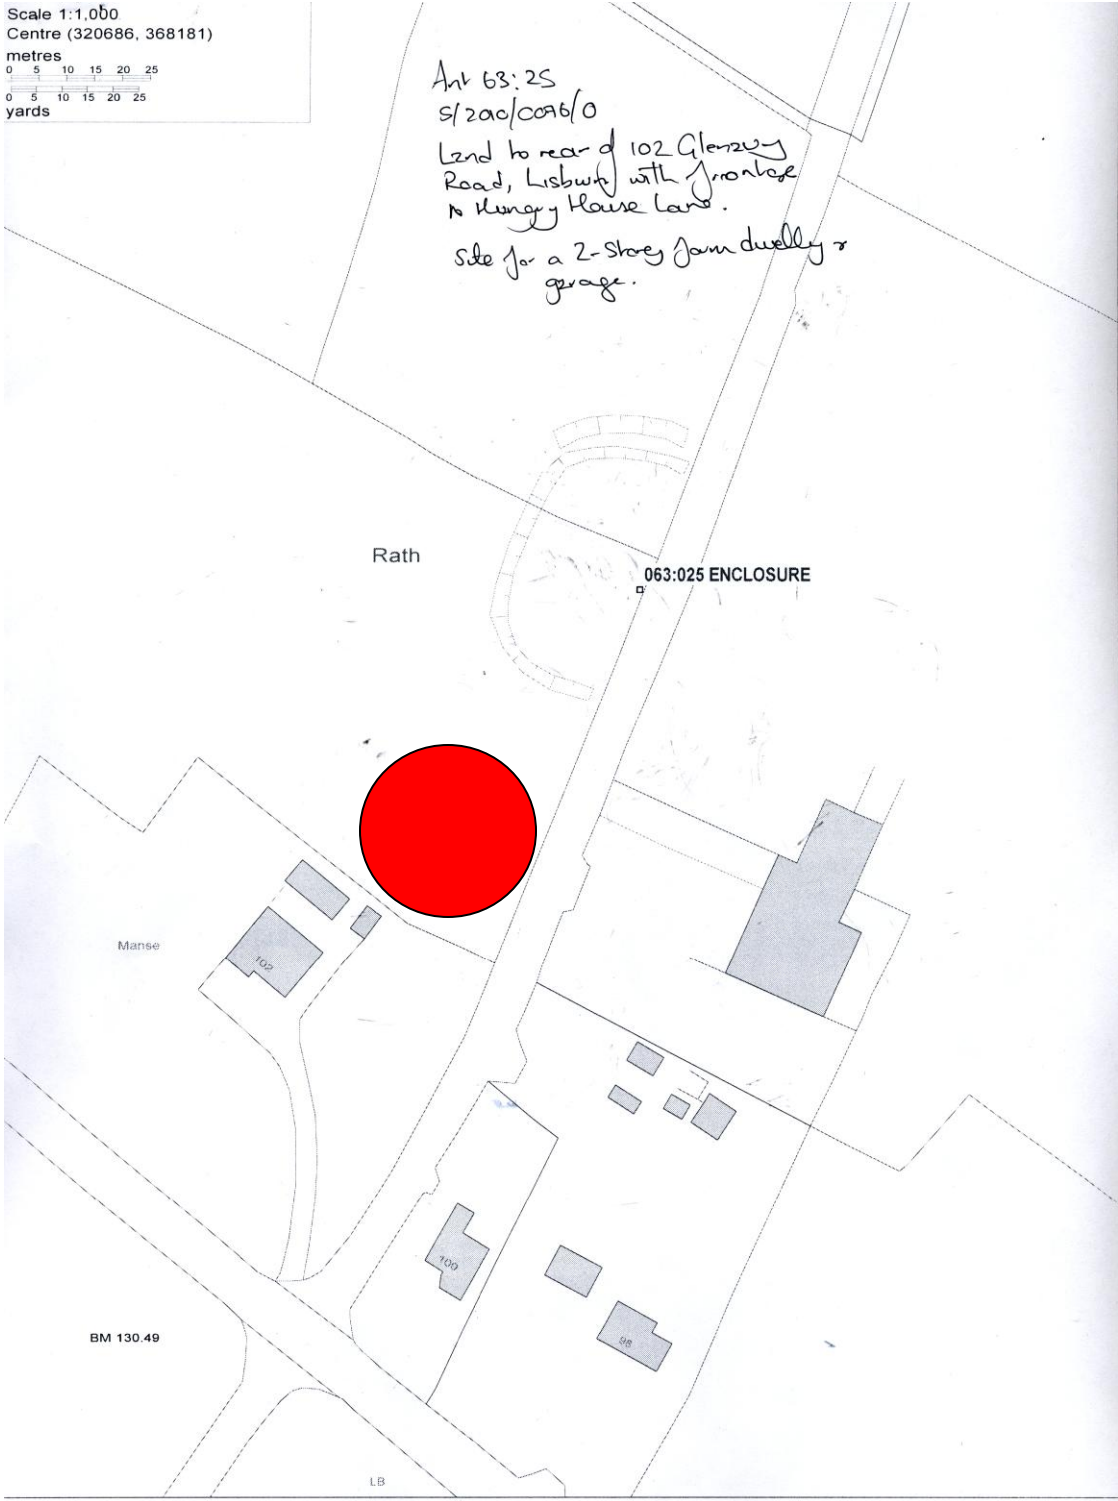 Scale 1:1,000
Centre (320686, 368181)
metres
0 5 10 15 20 25
0 5 10 15 20 25
yards
Ant 63:25
Land to rear of 102 Glenavy
Road, Lisburn with frontage
to Hungry House Lane.
Site for a 2-storey farm dwelling &
garage.
Rath
063:025 ENCLOSURE
Manse
102
100
98
BM 130.49
LB